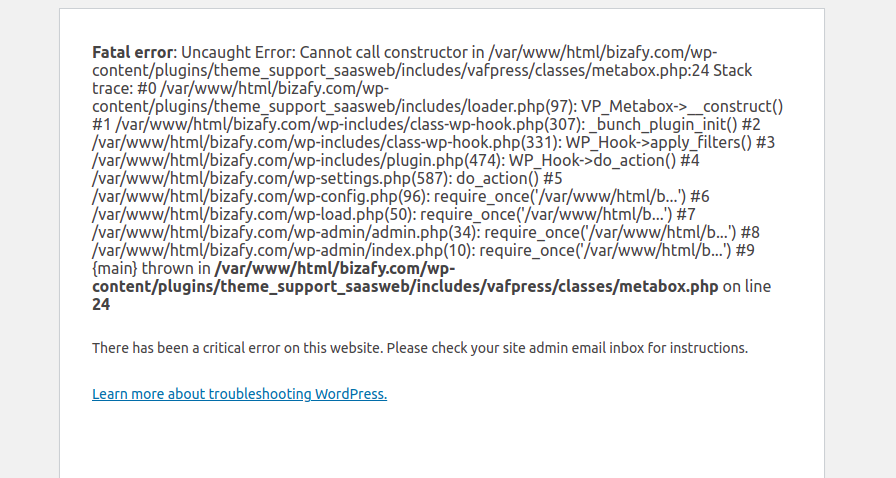 Fatal error: Uncaught Error: Cannot call constructor in /var/www/html/bizafy.com/wp-
content/plugins/theme_support_saasweb/includes/vafpress/classes/metabox.php:24 Stack
trace: #0 /var/www/html/bizafy.com/wp-
content/plugins/theme_support_saasweb/includes/loader.php(97): VP_Metabox->__construct()
#1 /var/www/html/bizafy.com/wp-includes/class-wp-hook.php(307): _bunch_plugin_init() #2
/var/www/html/bizafy.com/wp-includes/class-wp-hook.php(331): WP_Hook->apply_filters() #3
/var/www/html/bizafy.com/wp-includes/plugin.php(474): WP_Hook->do_action() #4
/var/www/html/bizafy.com/wp-settings.php(587): do_action() #5
/var/www/html/bizafy.com/wp-config.php(96): require_once('/var/www/html/b...') #6
/var/www/html/bizafy.com/wp-load.php(50): require_once('/var/www/html/b...') #7
/var/www/html/bizafy.com/wp-admin/admin.php(34): require_once('/var/www/html/b...') #8
/var/www/html/bizafy.com/wp-admin/index.php(10): require_once('/var/www/html/b...') #9
{main} thrown in /var/www/html/bizafy.com/wp-
content/plugins/theme_support_saasweb/includes/vafpress/classes/metabox.php on line
24
There has been a critical error on this website. Please check your site admin email inbox for instructions.
Learn more about troubleshooting WordPress.